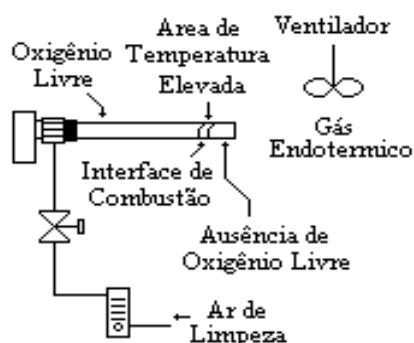 Area de
Temperatura
Elevada
Ventilador
Oxigênio
Livre
Gás
Endotermico
Interface de
Combustão
Ausência de
Oxigênio Livre
Ar de
Limpeza